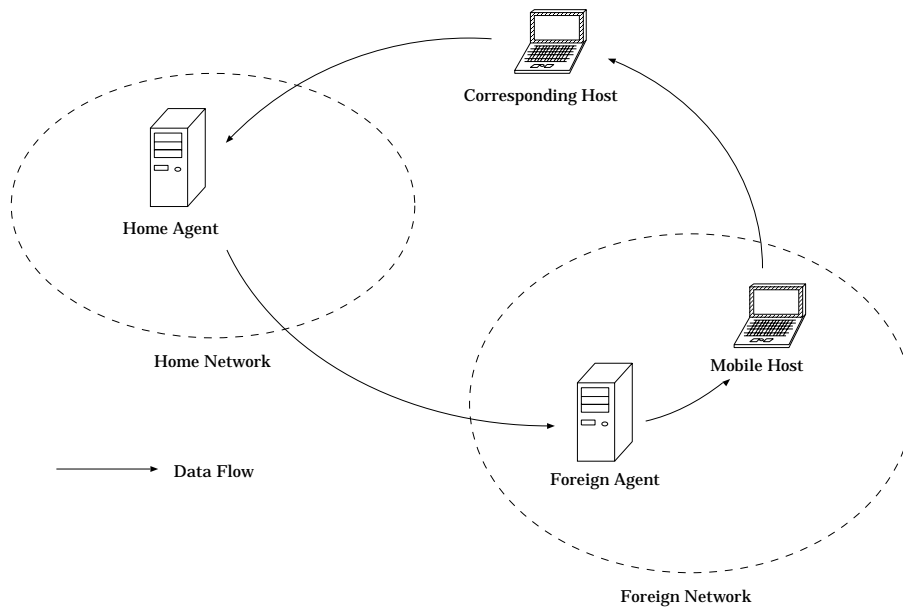 Corresponding Host
Home Agent
Home Network
Mobile Host
Foreign Agent
Data Flow
Foreign Network